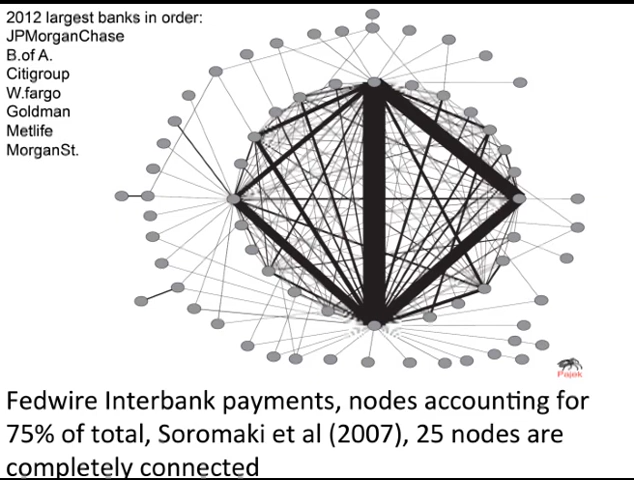 2012 largest banks in order:
JPMorganChase
B.of A.
Citigroup
W.fargo
Goldman
Metlife
MorganSt.
Pajek
Fedwire Interbank payments, nodes accounting for
75% of total, Soromaki et al (2007), 25 nodes are
completely connected